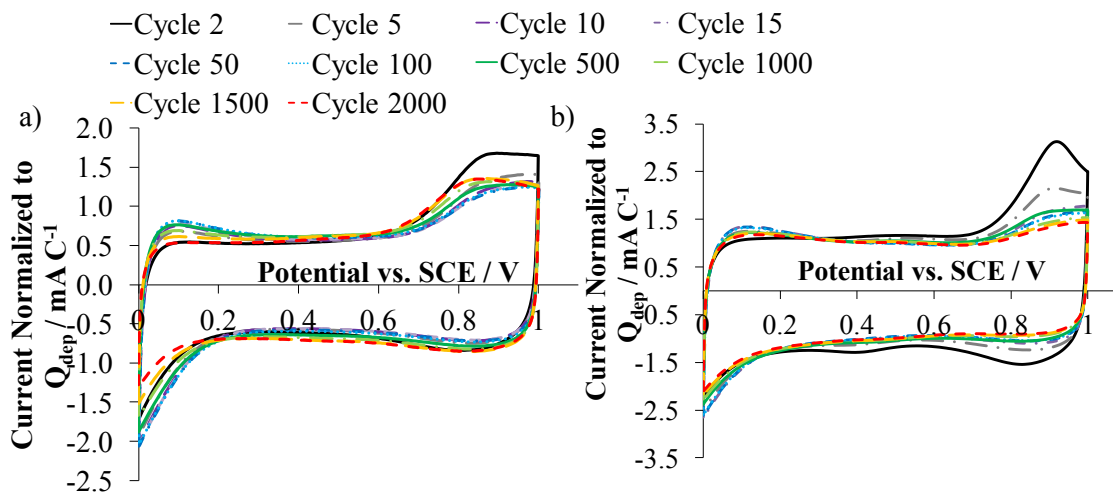 Cycle 2 Cycle 5 Cycle 10 Cycle 15
Cycle 50 Cycle 100 Cycle 500 Cycle 1000
Cycle 1500 Cycle 2000
a)
Current Normalized to
Q_dep / mA C⁻¹
2.0
1.5
1.0
0.5
0.0
-0.5
-1.0
-1.5
-2.0
-2.5
Potential vs. SCE / V
0 0.2 0.4 0.6 0.8 1
b)
Current Normalized to
Q_dep / mA C⁻¹
3.5
2.5
1.5
0.5
-0.5
-1.5
-2.5
-3.5
Potential vs. SCE / V
0 0.2 0.4 0.6 0.8 1